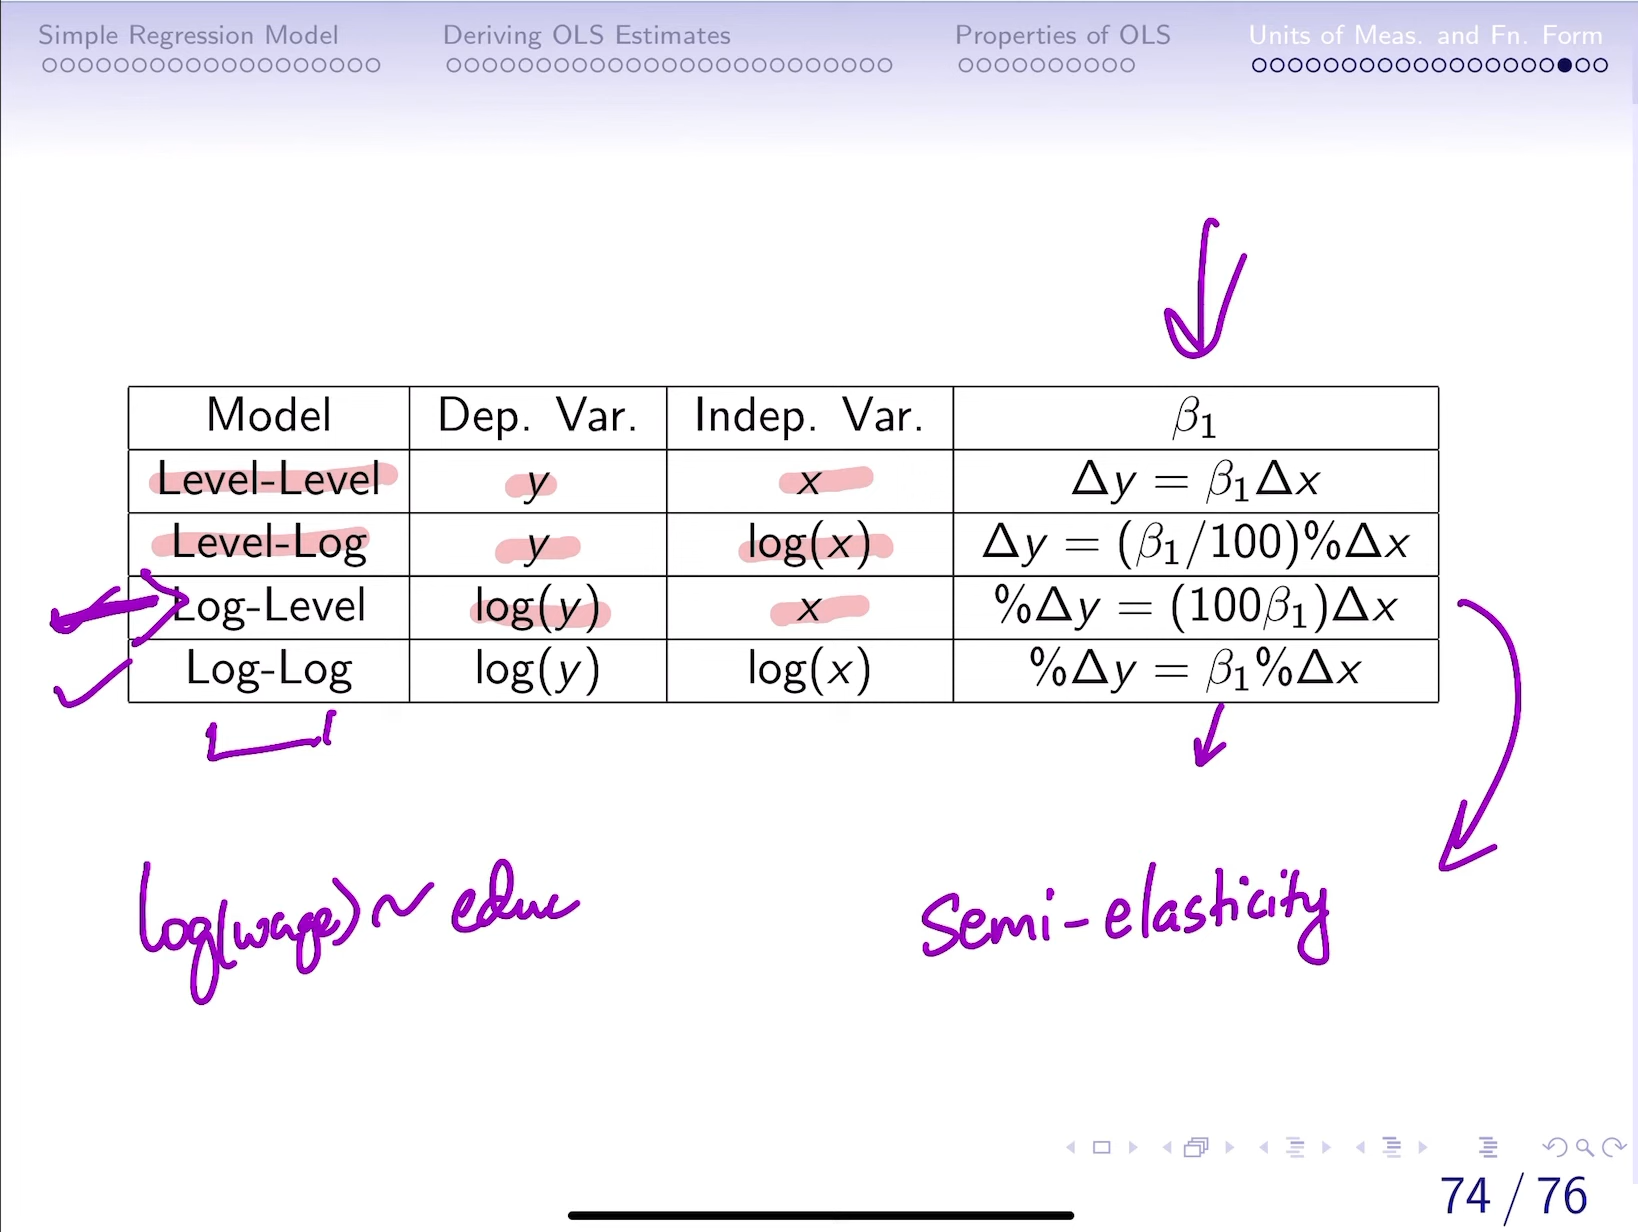 Simple Regression Model Deriving OLS Estimates Properties of OLS Units of Meas. and Fn. Form
Model Dep. Var. Indep. Var. β₁
Level-Level y x Δy = β₁Δx
Level-Log y log(x) Δy = (β₁/100)%Δx
Log-Level log(y) x %Δy = (100β₁)Δx
Log-Log log(y) log(x) %Δy = β₁%Δx
log(wage) ~ educ semi-elasticity
74 / 76